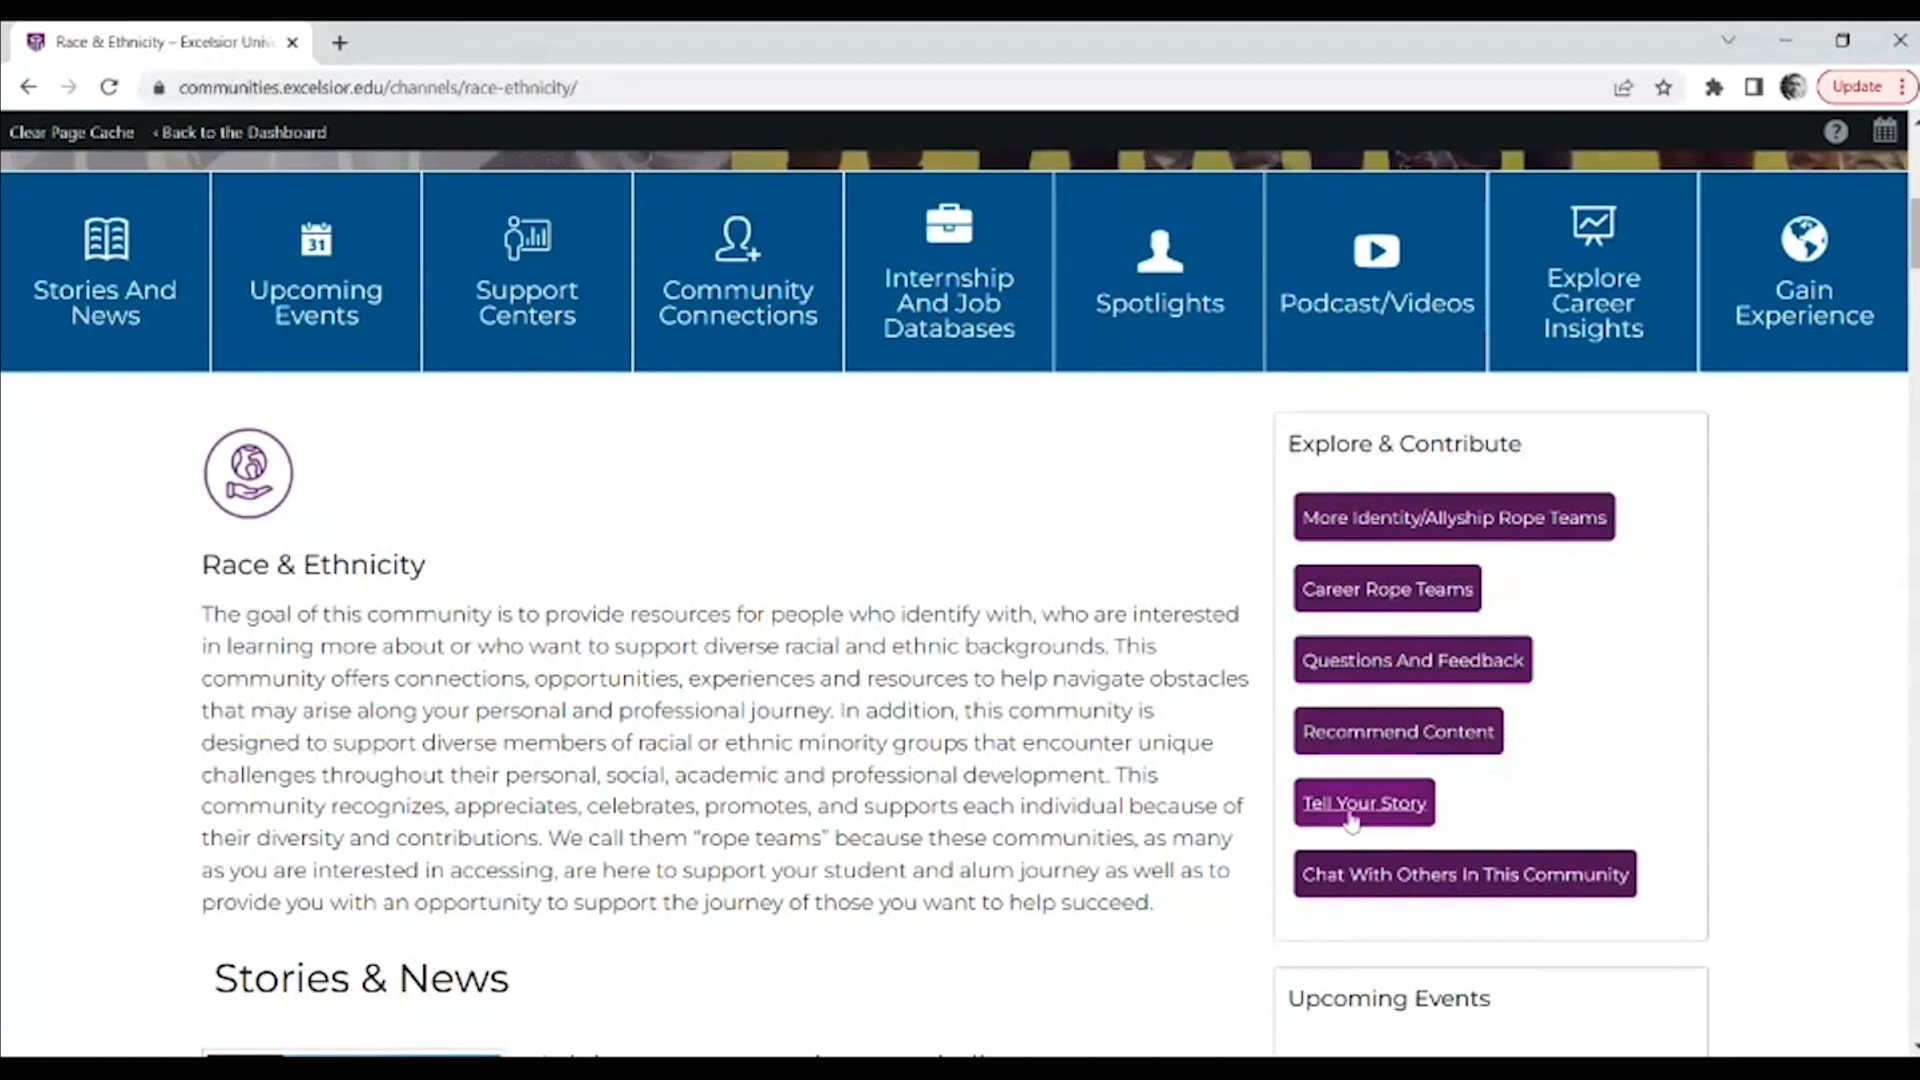 Race & Ethnicity – Excelsior Univ
communities.excelsior.edu/channels/race-ethnicity/
Update
Clear Page Cache ‹ Back to the Dashboard
?
Stories And
News
31
Upcoming
Events
Support
Centers
Community
Connections
Internship
And Job
Databases
Spotlights
Podcast/Videos
Explore
Career
Insights
Gain
Experience
Race & Ethnicity
The goal of this community is to provide resources for people who identify with, who are interested
in learning more about or who want to support diverse racial and ethnic backgrounds. This
community offers connections, opportunities, experiences and resources to help navigate obstacles
that may arise along your personal and professional journey. In addition, this community is
designed to support diverse members of racial or ethnic minority groups that encounter unique
challenges throughout their personal, social, academic and professional development. This
community recognizes, appreciates, celebrates, promotes, and supports each individual because of
their diversity and contributions. We call them “rope teams” because these communities, as many
as you are interested in accessing, are here to support your student and alum journey as well as to
provide you with an opportunity to support the journey of those you want to help succeed.
Stories & News
Explore & Contribute
More Identity/Allyship Rope Teams
Career Rope Teams
Questions And Feedback
Recommend Content
Tell Your Story
Chat With Others In This Community
Upcoming Events